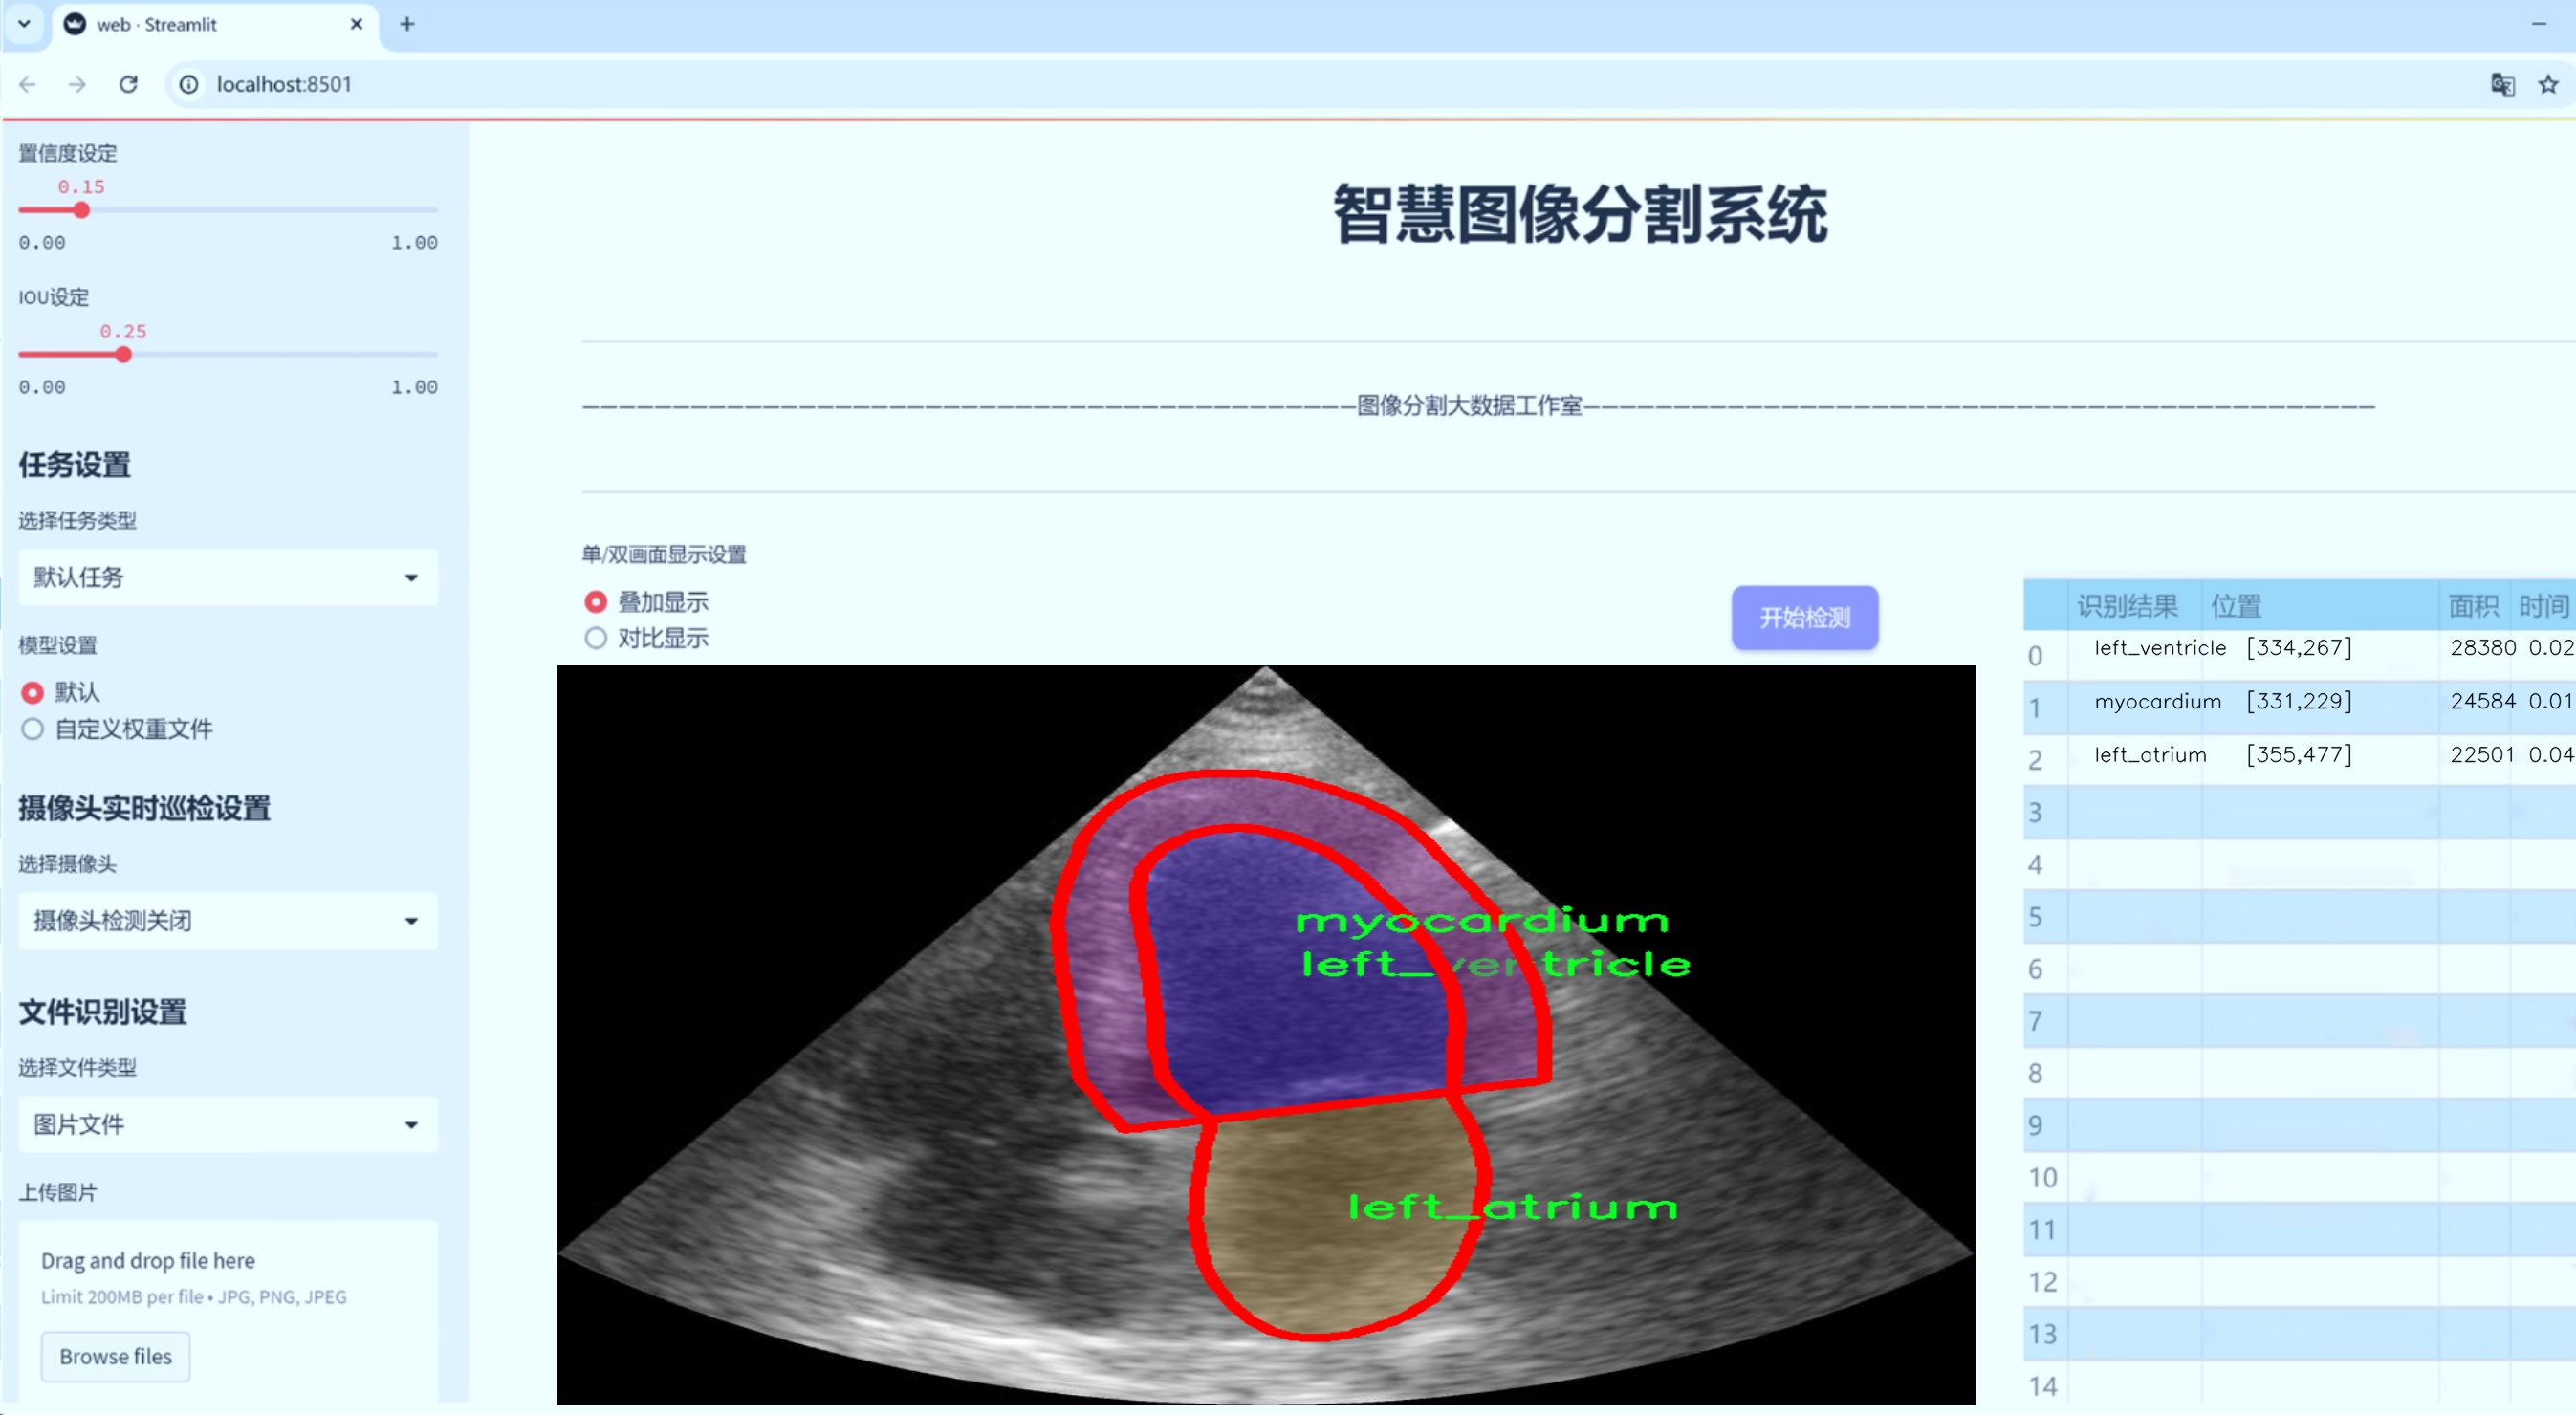 web · Streamlit
localhost:8501
置信度设定
0.15
0.00 1.00
IOU设定
0.25
0.00 1.00
任务设置
选择任务类型
默认任务
模型设置
默认
自定义权重文件
摄像头实时巡检设置
选择摄像头
摄像头检测关闭
文件识别设置
选择文件类型
图片文件
上传图片
Drag and drop file here
Limit 200MB per file • JPG, PNG, JPEG
Browse files
智慧图像分割系统
———————————————————————————————————————————图像分割大数据工作室————————————————————————————————————————————
单/双画面显示设置
叠加显示
对比显示
开始检测
myocardium
left_ventricle
left_atrium
识别结果 位置 面积 时间
0 left_ventricle [334,267] 28380 0.02
1 myocardium [331,229] 24584 0.01
2 left_atrium [355,477] 22501 0.04
3
4
5
6
7
8
9
10
11
12
13
14